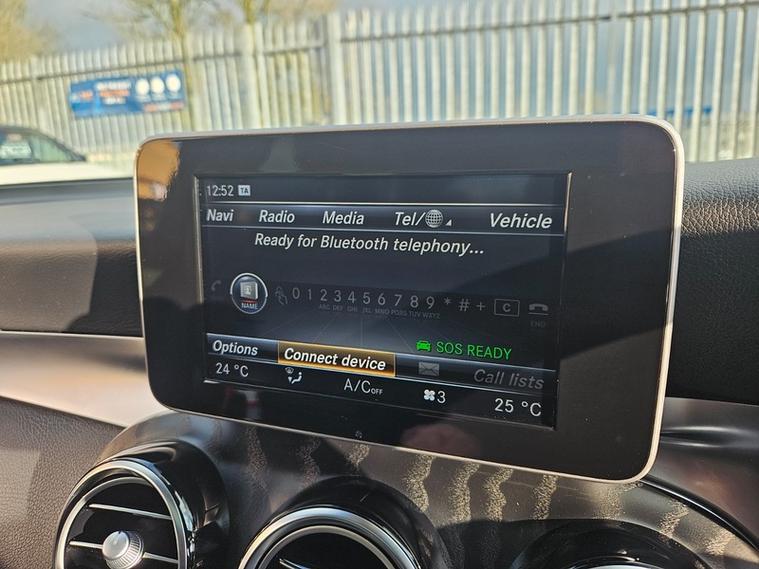 12:52 TA
Navi Radio Media Tel/ Vehicle
Ready for Bluetooth telephony...
NAME 0 1 2 3 4 5 6 7 8 9 * # + C
ABC DEF GHI JKL MNO PQRS TUV WXYZ END
SOS READY
Options Connect device Call lists
24 °C A/C OFF 3 25 °C